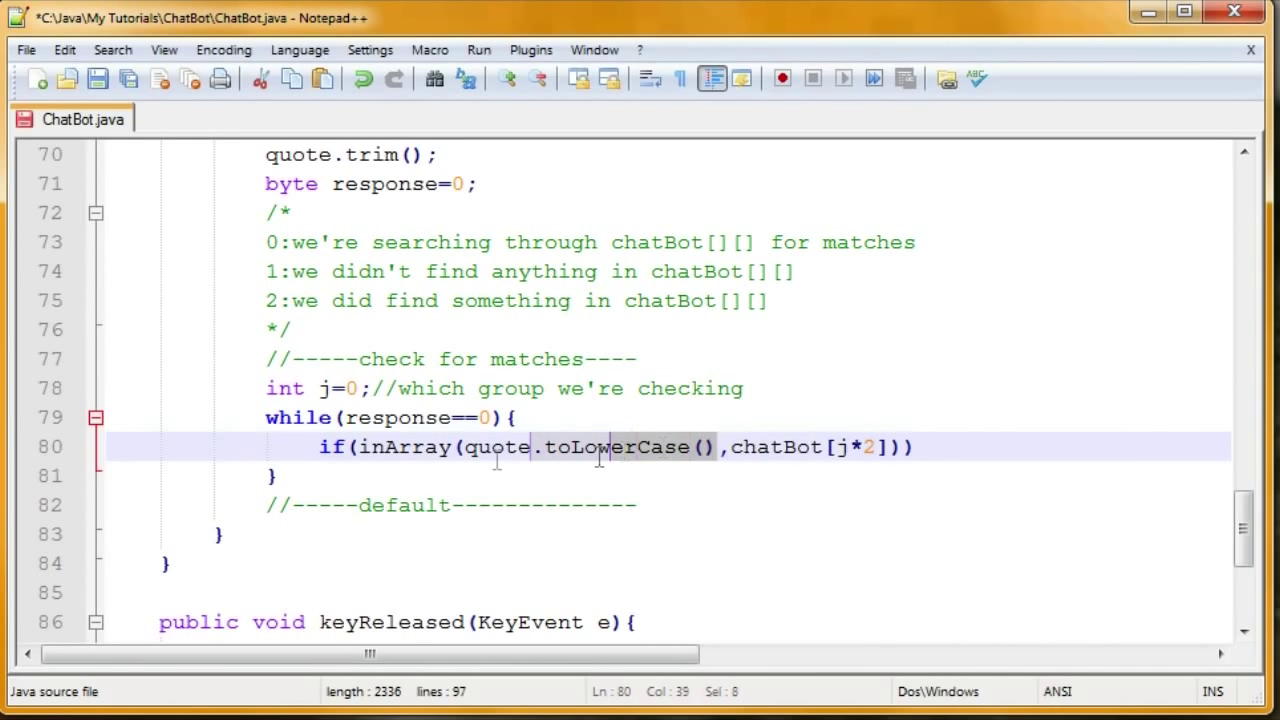 *C:\Java\My Tutorials\ChatBot\ChatBot.java - Notepad++
File Edit Search View Encoding Language Settings Macro Run Plugins Window ? X
ABC
ChatBot.java
70 quote.trim();
71 byte response=0;
72 /*
73 0:we're searching through chatBot[][] for matches
74 1:we didn't find anything in chatBot[][]
75 2:we did find something in chatBot[][]
76 */
77 //-----check for matches----
78 int j=0;//which group we're checking
79 while(response==0){
80 if(inArray(quote.toLowerCase(),chatBot[j*2]))
81 }
82 //-----default--------------
83 }
84 }
85
86 public void keyReleased(KeyEvent e){
Java source file length : 2336 lines : 97 Ln : 80 Col : 39 Sel : 8 Dos\Windows ANSI INS